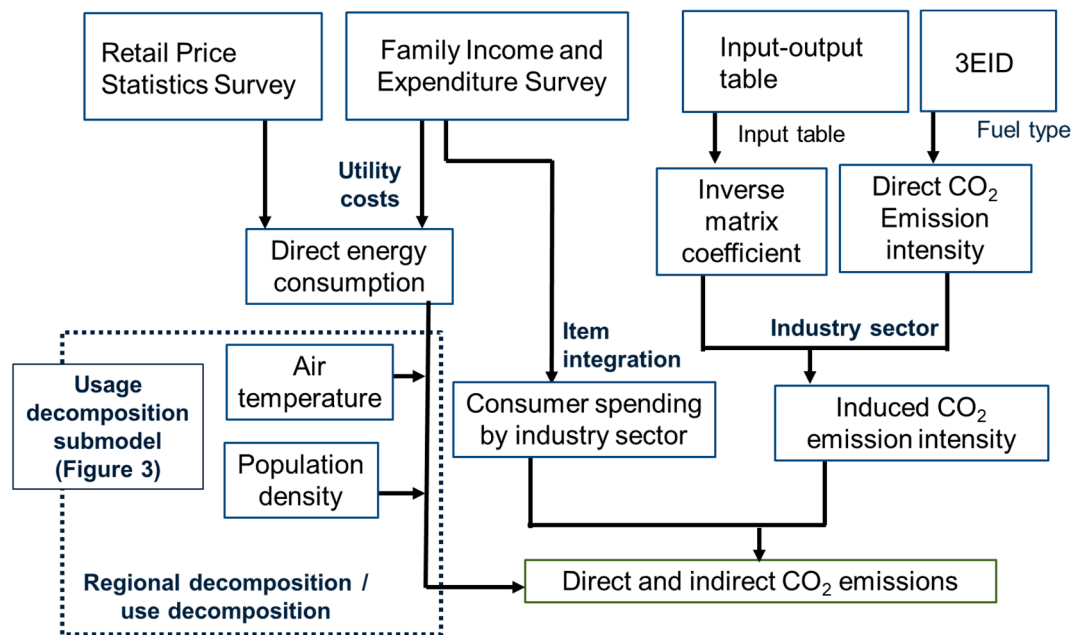 Retail Price
Statistics Survey
Family Income and
Expenditure Survey
Input-output
table
3EID
Input table
Fuel type
Utility
costs
Inverse
matrix
coefficient
Direct CO₂
Emission
intensity
Direct energy
consumption
Item
integration
Industry sector
Air
temperature
Usage
decomposition
submodel
(Figure 3)
Consumer spending
by industry sector
Induced CO₂
emission intensity
Population
density
Regional decomposition /
use decomposition
Direct and indirect CO₂ emissions